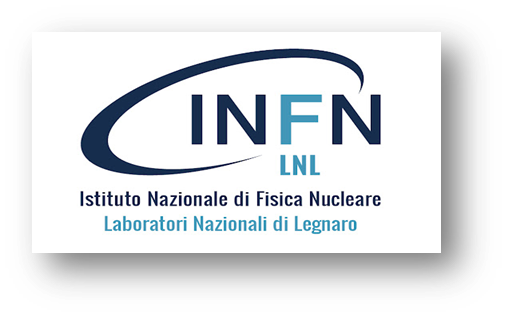 INFN
LNL
Istituto Nazionale di Fisica Nucleare
Laboratori Nazionali di Legnaro